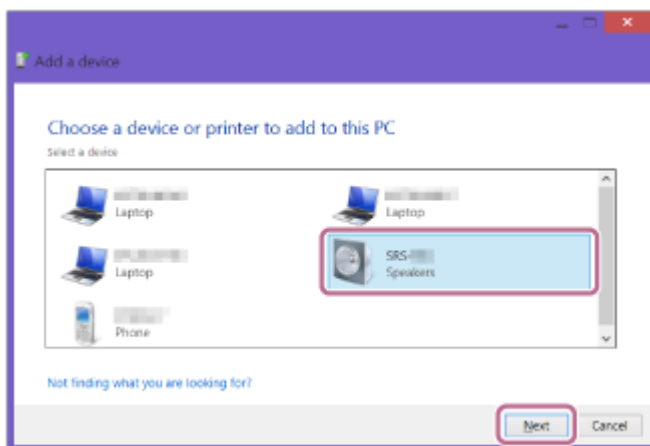 Add a device
Choose a device or printer to add to this PC
Select a device
Laptop
Laptop
Laptop
SRS-
Speakers
Phone
Not finding what you are looking for?
Next
Cancel